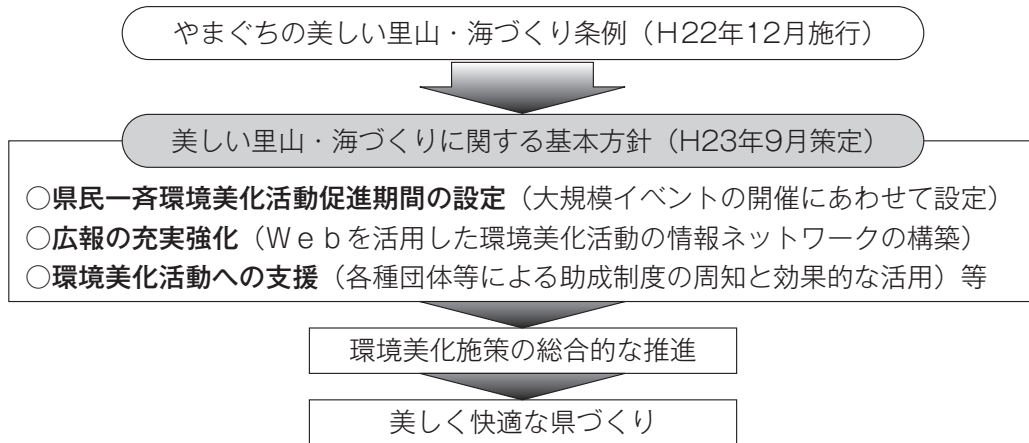 やまぐちの美しい里山・海づくり条例（H22年12月施行）
美しい里山・海づくりに関する基本方針（H23年9月策定）
○県民一斉環境美化活動促進期間の設定（大規模イベントの開催にあわせて設定）
○広報の充実強化（Ｗｅｂを活用した環境美化活動の情報ネットワークの構築）
○環境美化活動への支援（各種団体等による助成制度の周知と効果的な活用）等
環境美化施策の総合的な推進
美しく快適な県づくり